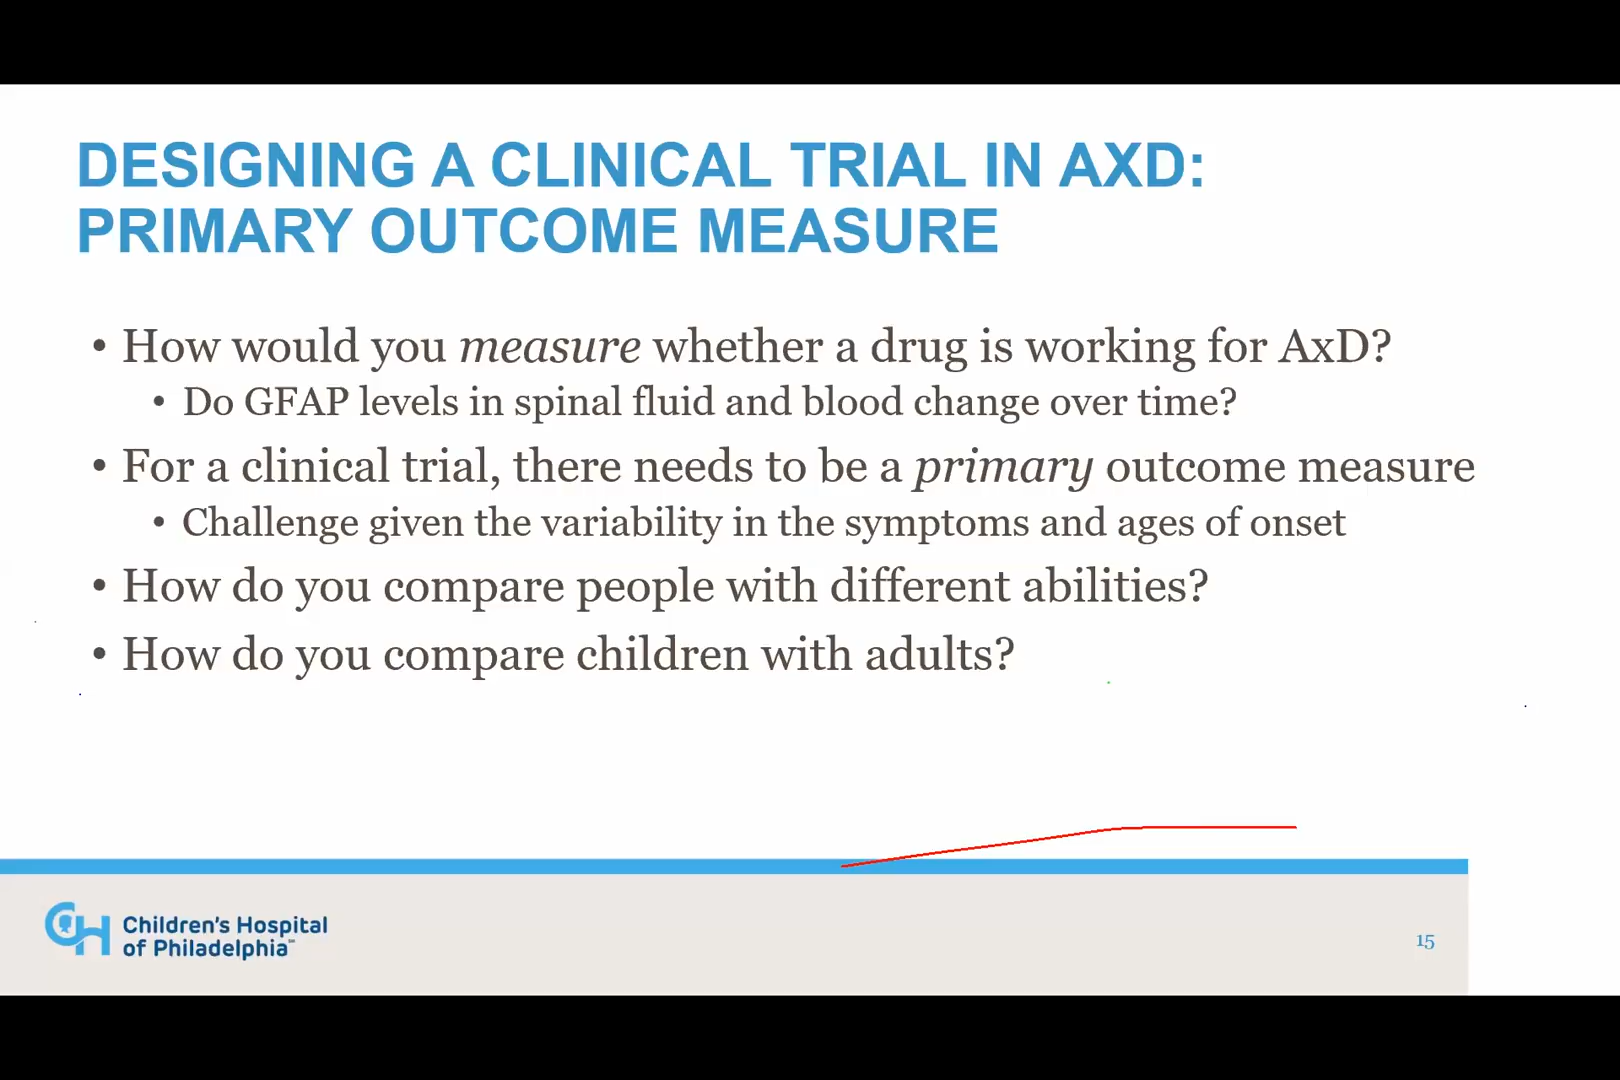 DESIGNING A CLINICAL TRIAL IN AXD:
PRIMARY OUTCOME MEASURE
• How would you measure whether a drug is working for AxD?
• Do GFAP levels in spinal fluid and blood change over time?
• For a clinical trial, there needs to be a primary outcome measure
• Challenge given the variability in the symptoms and ages of onset
• How do you compare people with different abilities?
• How do you compare children with adults?
CH Children's Hospital
of Philadelphia℠
15